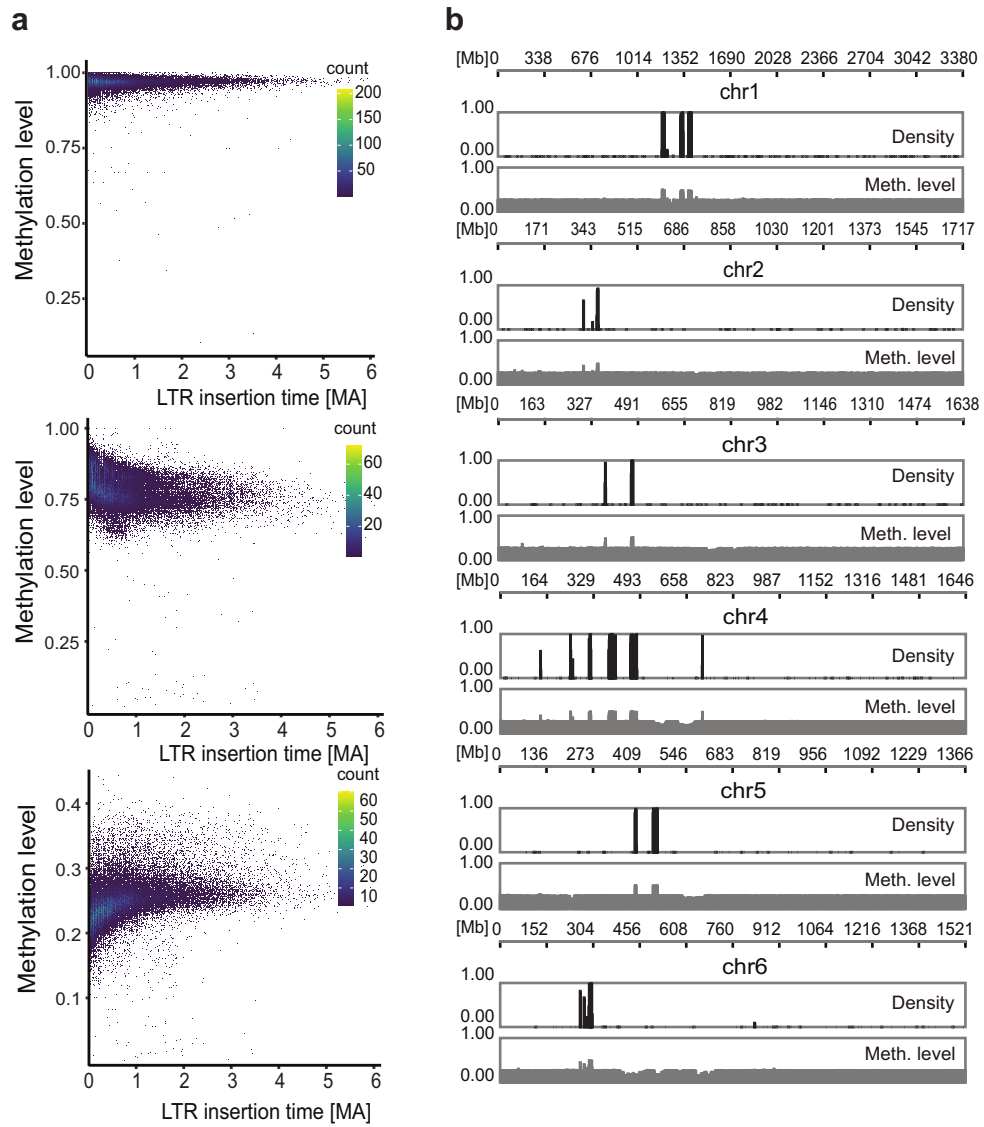 a
1.00
0.75
0.50
0.25
Methylation level
0 1 2 3 4 5 6
LTR insertion time [MA]
count
200
150
100
50
1.00
0.75
0.50
0.25
Methylation level
0 1 2 3 4 5 6
LTR insertion time [MA]
count
60
40
20
0.4
0.3
0.2
0.1
Methylation level
0 1 2 3 4 5 6
LTR insertion time [MA]
count
60
50
40
30
20
10
b
[Mb] 0 338 676 1014 1352 1690 2028 2366 2704 3042 3380
chr1
1.00
0.00
Density
1.00
0.00
Meth. level
[Mb] 0 171 343 515 686 858 1030 1201 1373 1545 1717
chr2
1.00
0.00
Density
1.00
0.00
Meth. level
[Mb] 0 163 327 491 655 819 982 1146 1310 1474 1638
chr3
1.00
0.00
Density
1.00
0.00
Meth. level
[Mb] 0 164 329 493 658 823 987 1152 1316 1481 1646
chr4
1.00
0.00
Density
1.00
0.00
Meth. level
[Mb] 0 136 273 409 546 683 819 956 1092 1229 1366
chr5
1.00
0.00
Density
1.00
0.00
Meth. level
[Mb] 0 152 304 456 608 760 912 1064 1216 1368 1521
chr6
1.00
0.00
Density
1.00
0.00
Meth. level